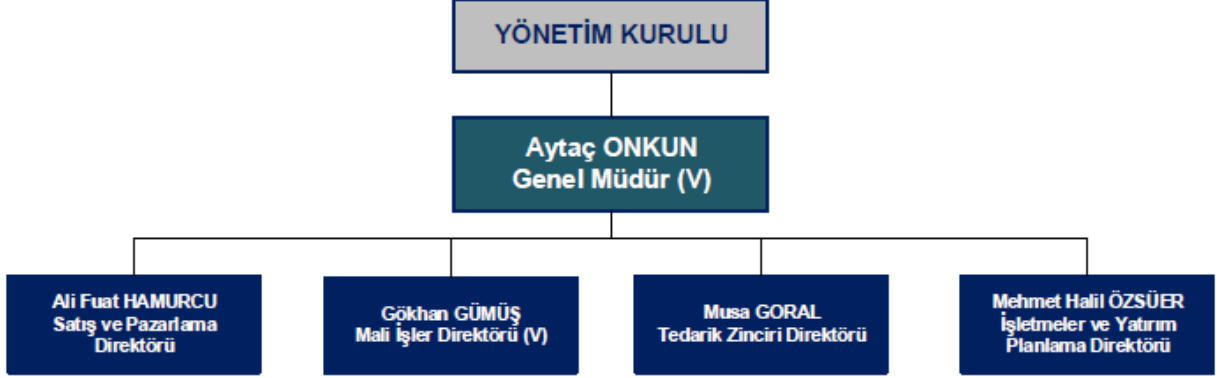 YÖNETİM KURULU
Aytaç ONKUN
Genel Müdür (V)
Ali Fuat HAMURCU
Satış ve Pazarlama
Direktörü
Gökhan GÜMÜŞ
Mali İşler Direktörü (V)
Musa GORAL
Tedarik Zinciri Direktörü
Mehmet Halil ÖZSÜER
İşletmeler ve Yatırım
Planlama Direktörü